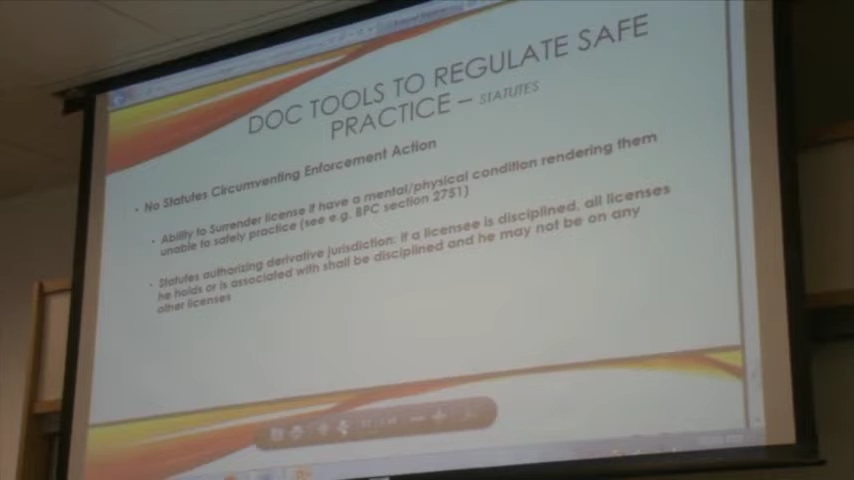 DOC TOOLS TO REGULATE SAFE
PRACTICE – STATUTES
• No Statutes Circumventing Enforcement Action
• Ability to Surrender license if have a mental/physical condition rendering them
unable to safely practice (see e.g. BPC section 2751)
• Statutes authorizing derivative jurisdiction: If a licensee is disciplined, all licenses
he holds or is associated with shall be disciplined and he may not be on any
other licenses